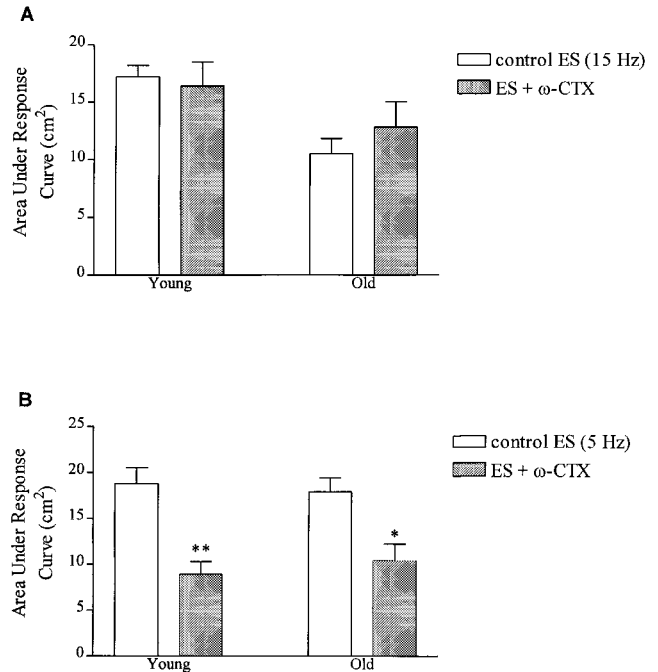 A
Area Under Response
Curve (cm²)
20
15
10
5
0
Young
Old
control ES (15 Hz)
ES + ω-CTX
B
Area Under Response
Curve (cm²)
25
20
15
10
5
0
**
*
Young
Old
control ES (5 Hz)
ES + ω-CTX